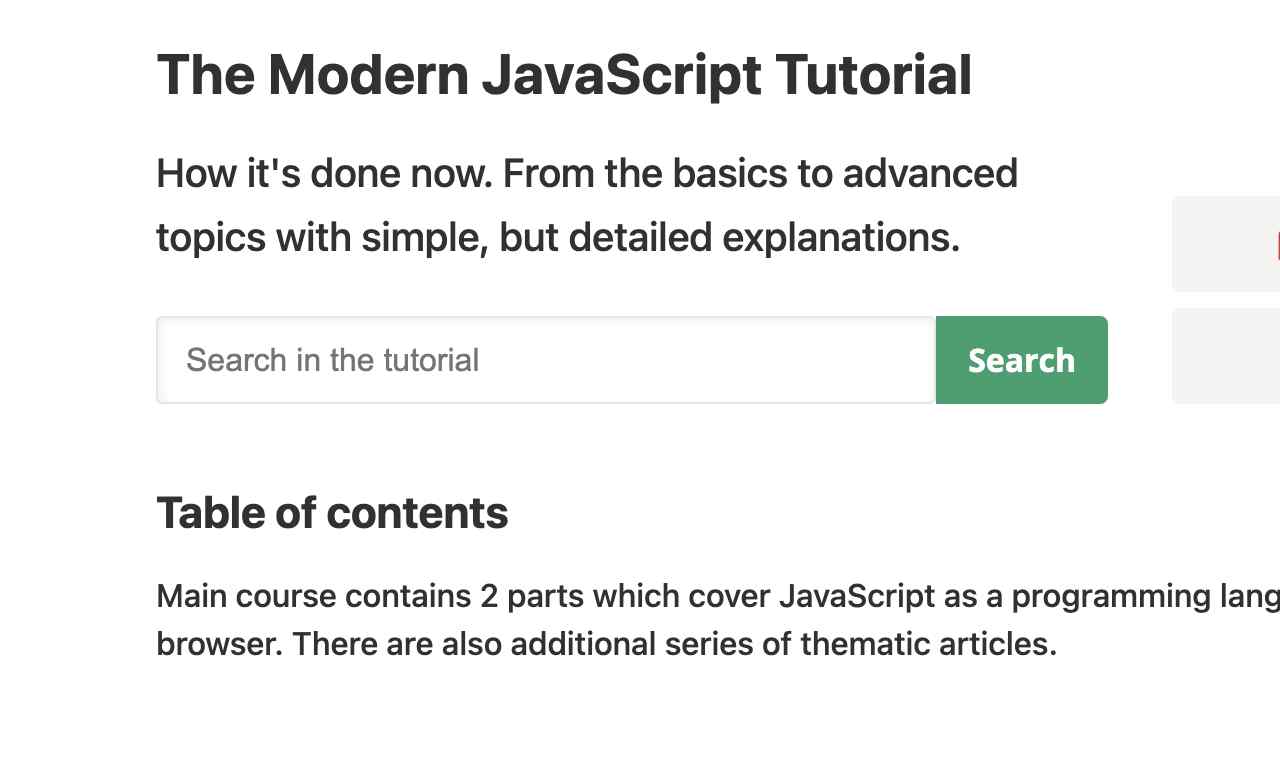 The Modern JavaScript Tutorial
How it's done now. From the basics to advanced
topics with simple, but detailed explanations.
Search in the tutorial
Search
Table of contents
Main course contains 2 parts which cover JavaScript as a programming lang
browser. There are also additional series of thematic articles.